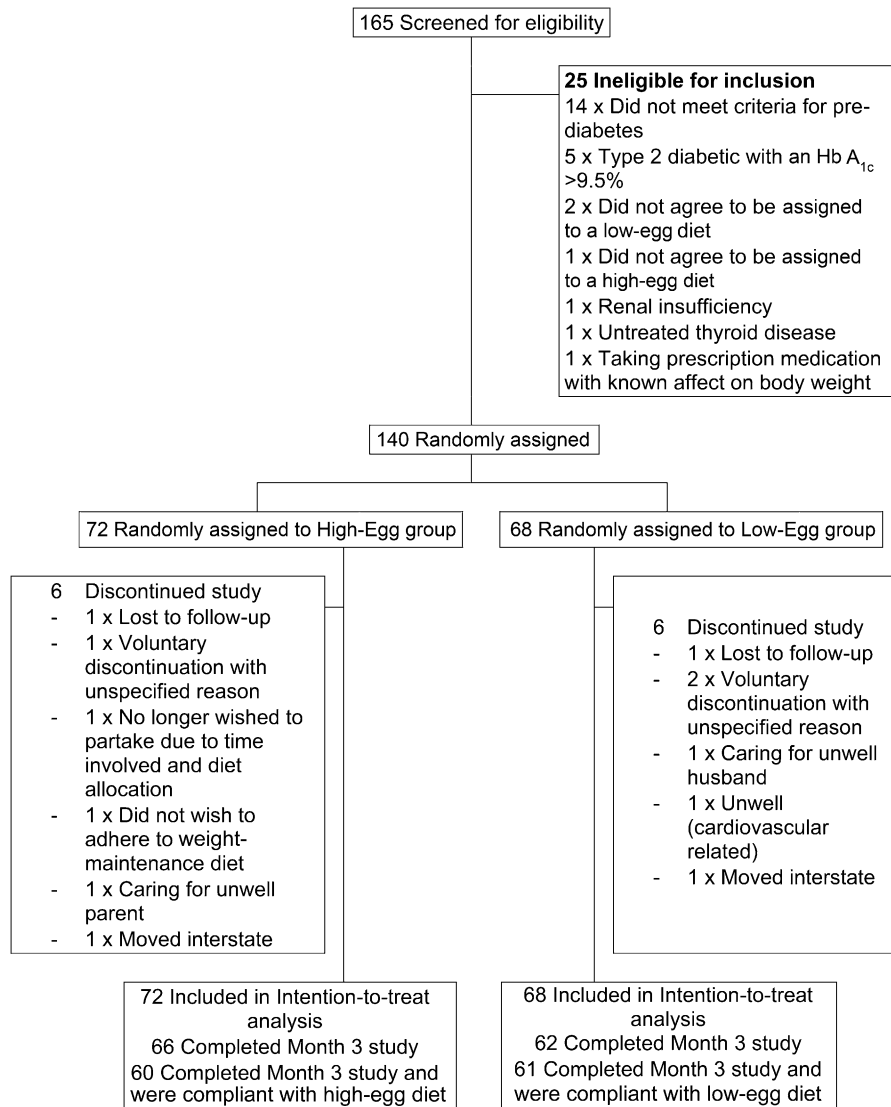 165 Screened for eligibility
25 Ineligible for inclusion
14 x Did not meet criteria for pre-
diabetes
5 x Type 2 diabetic with an Hb A1c
>9.5%
2 x Did not agree to be assigned
to a low-egg diet
1 x Did not agree to be assigned
to a high-egg diet
1 x Renal insufficiency
1 x Untreated thyroid disease
1 x Taking prescription medication
with known affect on body weight
140 Randomly assigned
72 Randomly assigned to High-Egg group
68 Randomly assigned to Low-Egg group
6 Discontinued study
- 1 x Lost to follow-up
- 1 x Voluntary
discontinuation with
unspecified reason
- 1 x No longer wished to
partake due to time
involved and diet
allocation
- 1 x Did not wish to
adhere to weight-
maintenance diet
- 1 x Caring for unwell
parent
- 1 x Moved interstate
6 Discontinued study
- 1 x Lost to follow-up
- 2 x Voluntary
discontinuation with
unspecified reason
- 1 x Caring for unwell
husband
- 1 x Unwell
(cardiovascular
related)
- 1 x Moved interstate
72 Included in Intention-to-treat
analysis
66 Completed Month 3 study
60 Completed Month 3 study and
were compliant with high-egg diet
68 Included in Intention-to-treat
analysis
62 Completed Month 3 study
61 Completed Month 3 study and
were compliant with low-egg diet